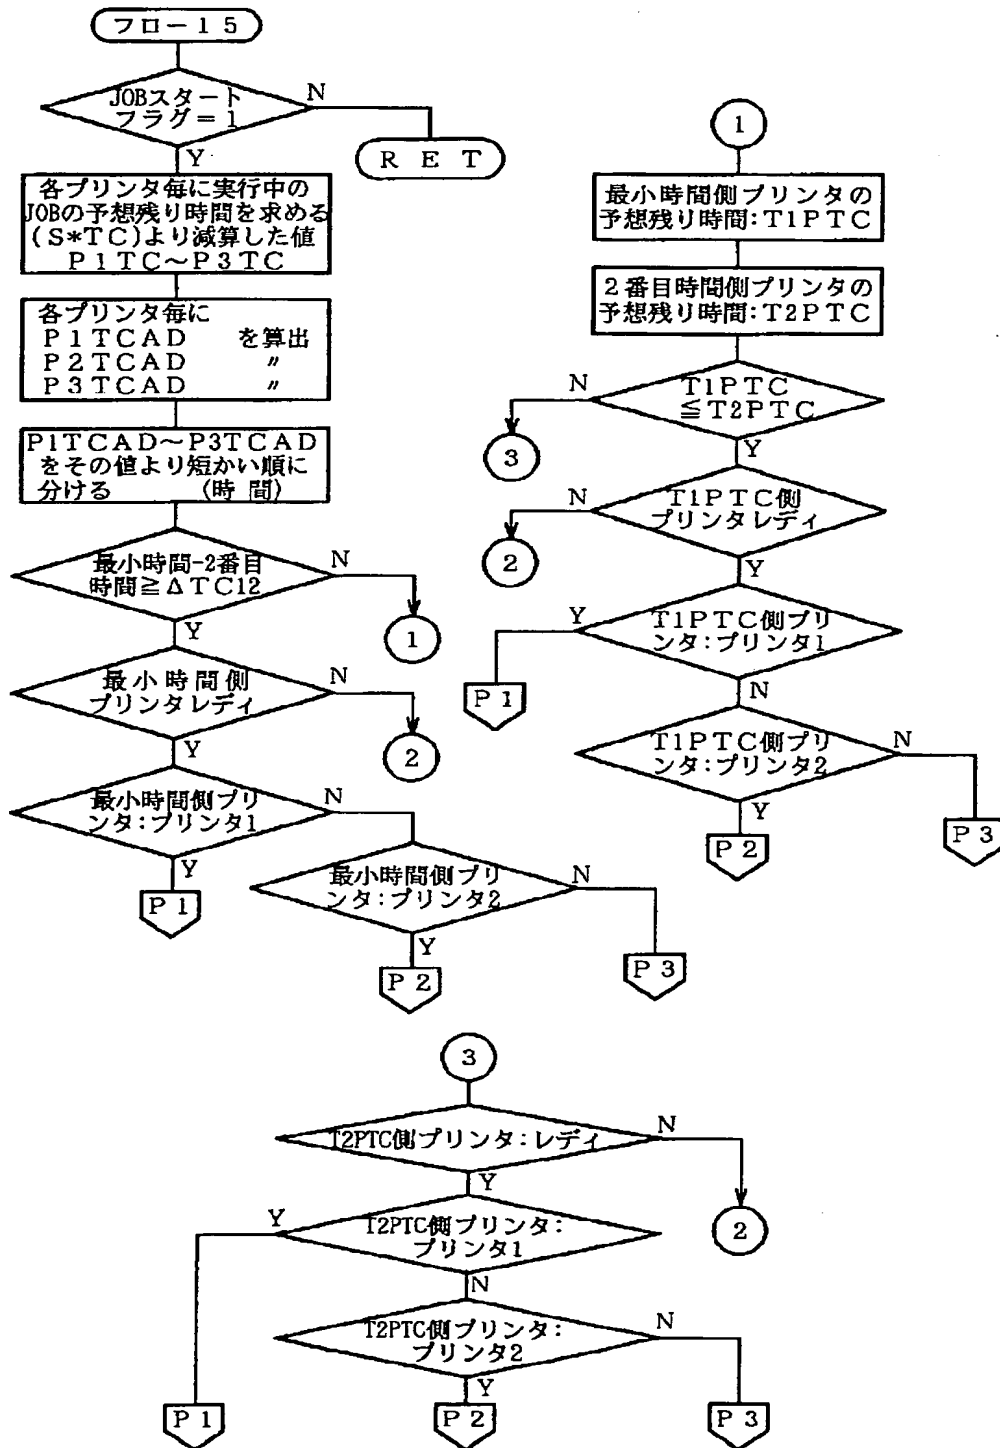 フロー15
JOBスタート
フラグ=1
N
RET
Y
各プリンタ毎に実行中の
JOBの予想残り時間を求める
(S*TC)より減算した値
P1TC～P3TC
各プリンタ毎に
P1TCAD を算出
P2TCAD 〃
P3TCAD 〃
P1TCAD～P3TCAD
をその値より短かい順に
分ける (時間)
最小時間-2番目
時間≧ΔTC12
N
1
Y
最小時間側
プリンタレディ
N
2
Y
最小時間側プリ
ンタ:プリンタ1
N
Y
P1
最小時間側プリ
ンタ:プリンタ2
N
Y
P2
P3
1
最小時間側プリンタの
予想残り時間:T1PTC
2番目時間側プリンタの
予想残り時間:T2PTC
T1PTC
≦T2PTC
N
3
Y
T1PTC側
プリンタレディ
N
2
Y
T1PTC側プリ
ンタ:プリンタ1
Y
P1
N
T1PTC側プリ
ンタ:プリンタ2
N
Y
P2
P3
3
T2PTC側プリンタ:レディ
N
2
Y
T2PTC側プリンタ:
プリンタ1
Y
N
T2PTC側プリンタ:
プリンタ2
N
Y
P1
P2
P3